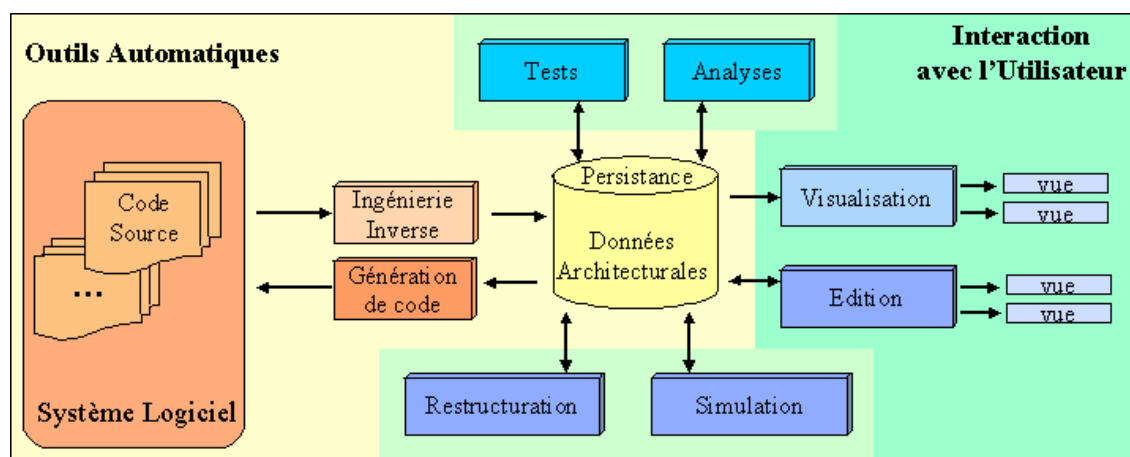 Outils Automatiques
Tests
Analyses
Interaction
avec l'Utilisateur
Code
Source
...
Système Logiciel
Ingénierie
Inverse
Génération
de code
Persistance
Données
Architecturales
Visualisation
vue
vue
Edition
vue
vue
Restructuration
Simulation